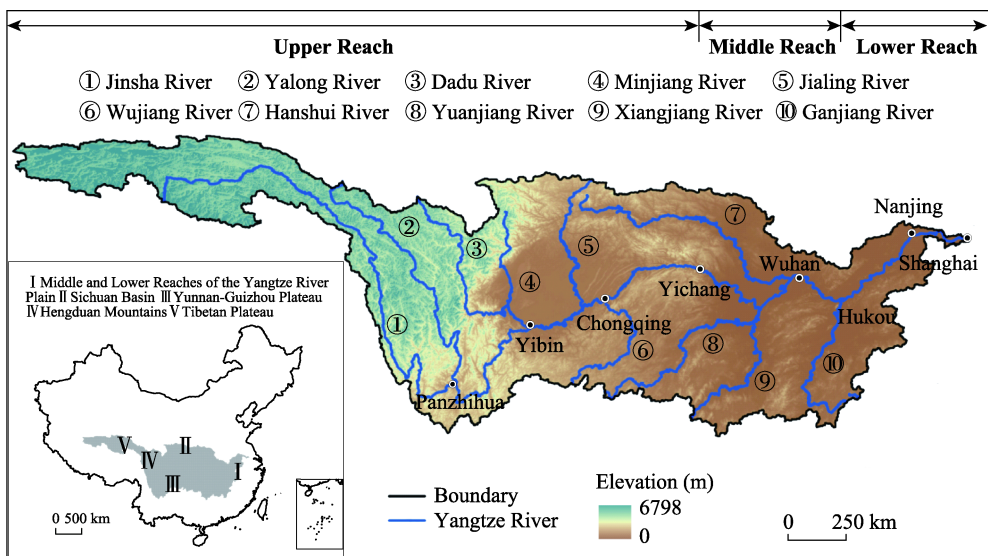 Upper Reach Middle Reach Lower Reach
① Jinsha River ② Yalong River ③ Dadu River ④ Minjiang River ⑤ Jialing River
⑥ Wujiang River ⑦ Hanshui River ⑧ Yuanjiang River ⑨ Xiangjiang River ⑩ Ganjiang River
⑦
Nanjing
②
③
⑤
Wuhan
Shanghai
④
Yichang
Chongqing
Hukou
①
Yibin
⑥
⑧
⑩
⑨
Panzhihua
Ⅰ Middle and Lower Reaches of the Yangtze River
Plain Ⅱ Sichuan Basin Ⅲ Yunnan-Guizhou Plateau
Ⅳ Hengduan Mountains Ⅴ Tibetan Plateau
Ⅴ
Ⅱ
Ⅳ
Ⅰ
Ⅲ
0 500 km
Boundary
Yangtze River
Elevation (m)
6798
0
0 250 km